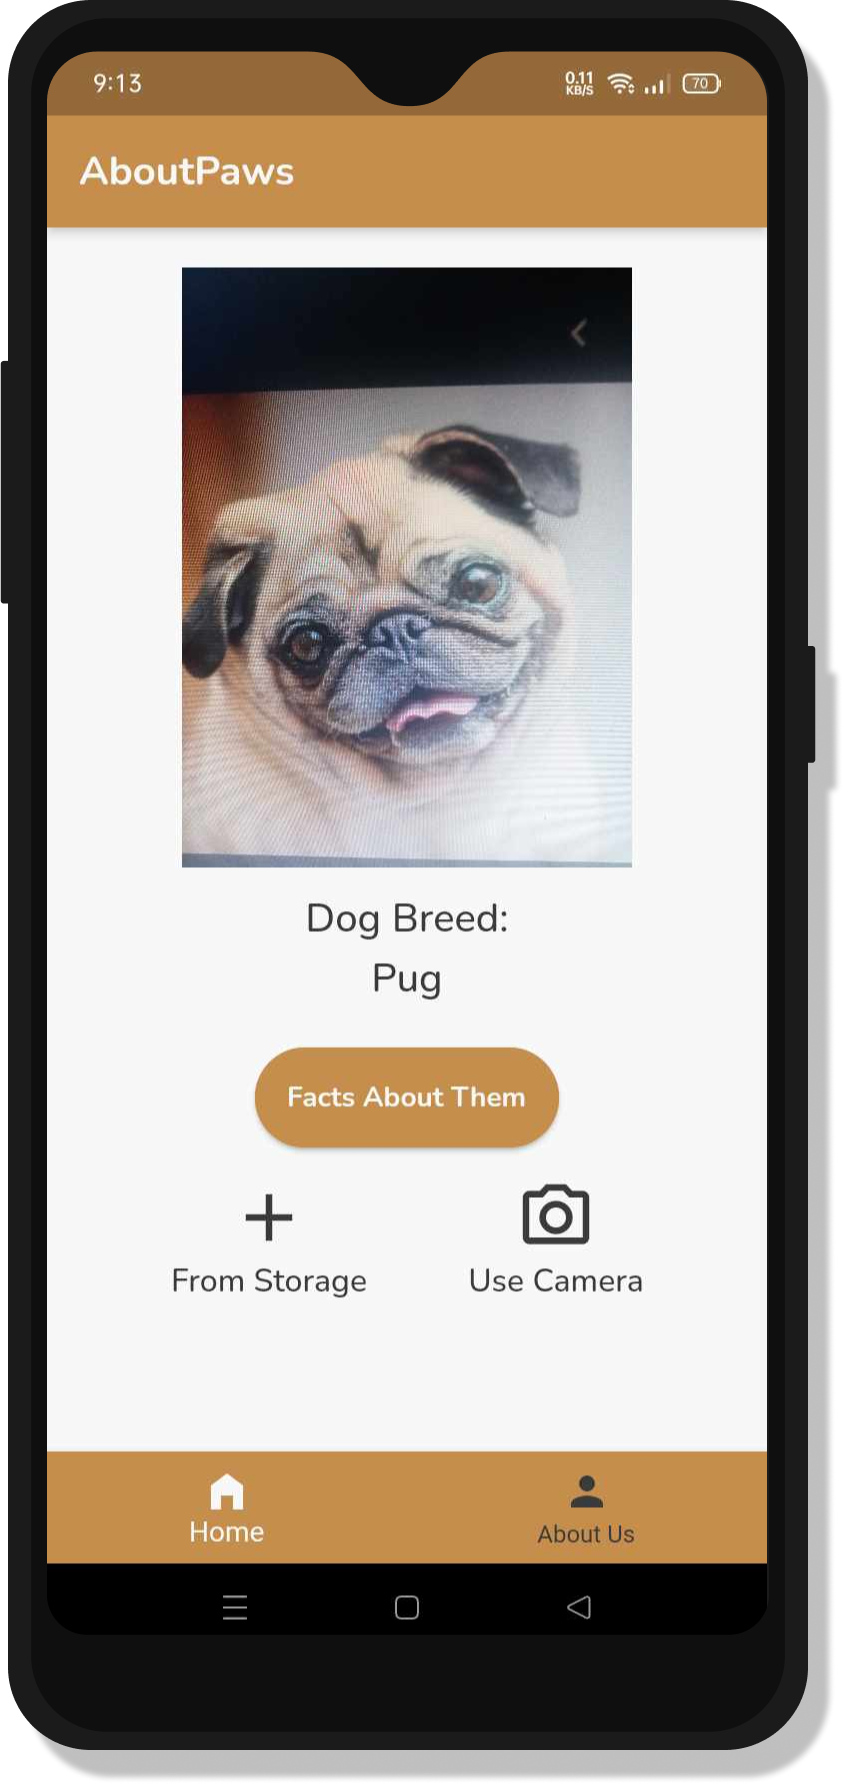 9:13
0.11
KB/S
70
AboutPaws
Dog Breed:
Pug
Facts About Them
From Storage
Use Camera
Home
About Us